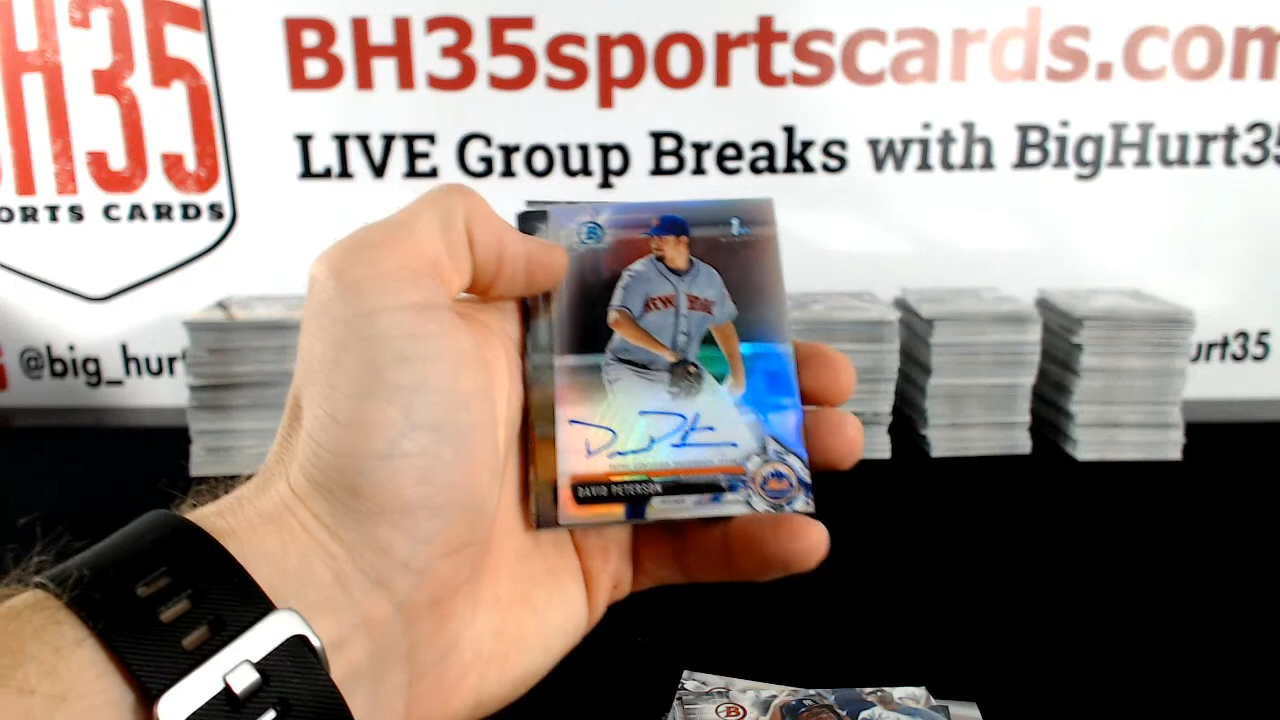 BH35sportscards.com
LIVE Group Breaks with BigHurt35
H35
ORTS CARDS
@big_hur
urt35
B
NEW YORK
DAVID PETERSON
B